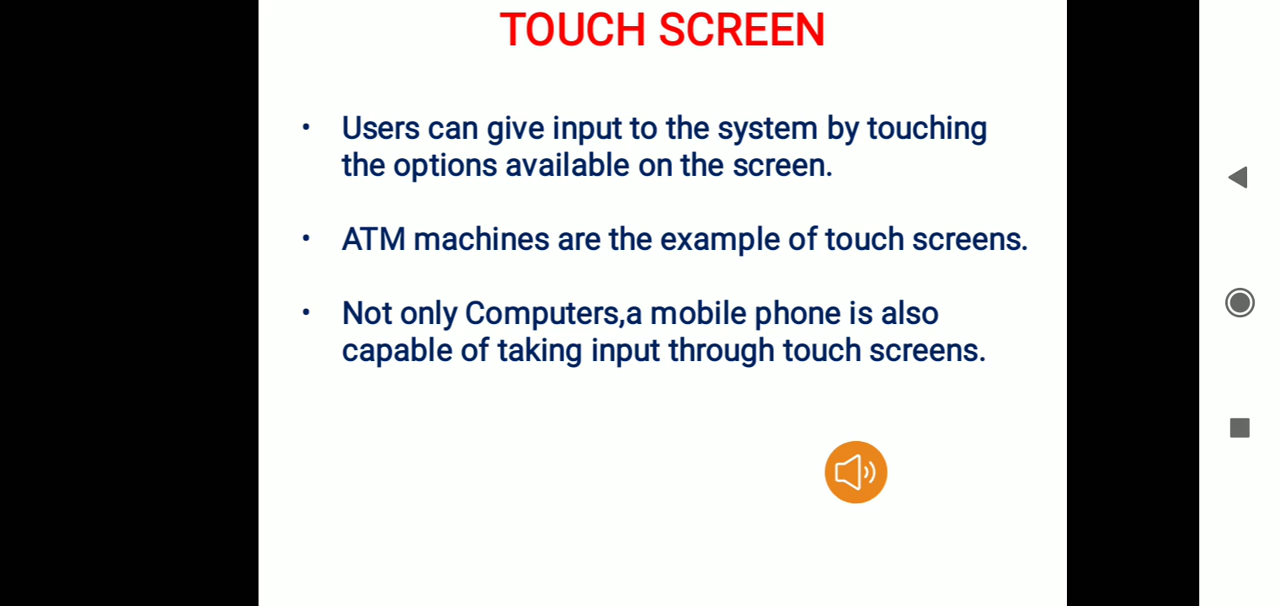 TOUCH SCREEN
• Users can give input to the system by touching
the options available on the screen.
• ATM machines are the example of touch screens.
• Not only Computers,a mobile phone is also
capable of taking input through touch screens.